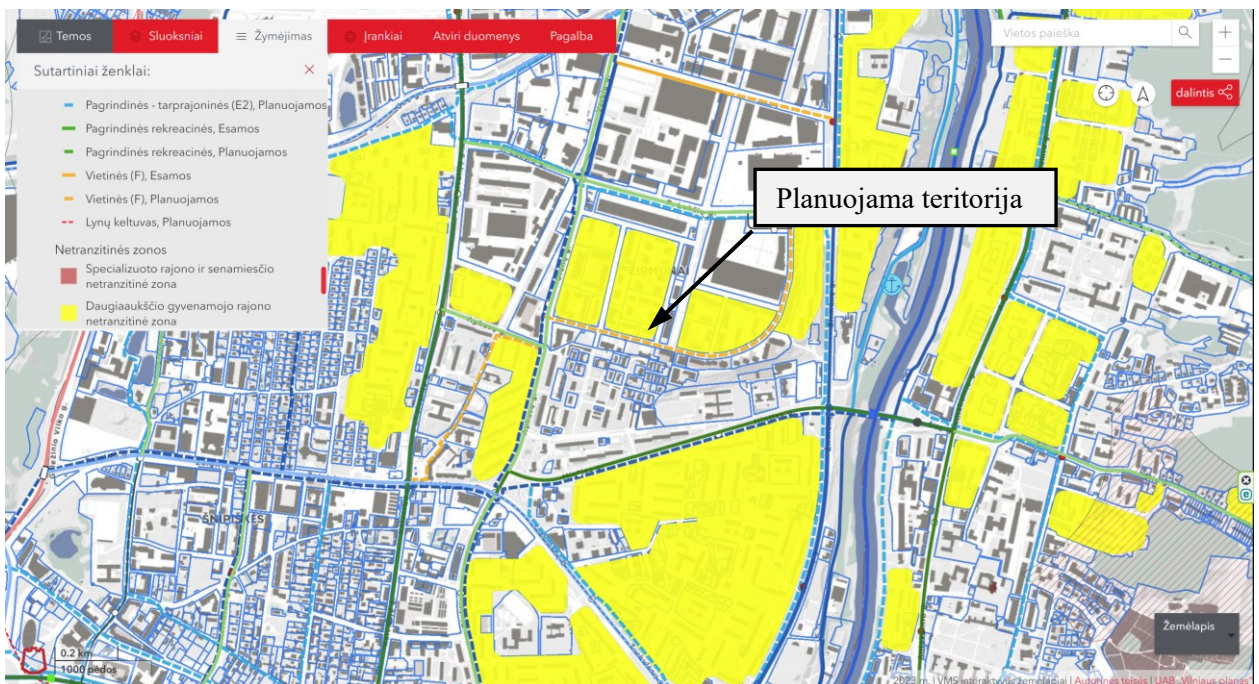 Temos
Sluoksniai
Žymėjimas
Įrankiai
Atviri duomenys
Pagalba
Vietos paieška
+
−
Sutartiniai ženklai:
dalintis
Pagrindinės - tarprajoninės (E2), Planuojamos
Pagrindinės rekreacinės, Esamos
Pagrindinės rekreacinės, Planuojamos
Vietinės (F), Esamos
Vietinės (F), Planuojamos
Lynų keltuvas, Planuojamos
Netranzitinės zonos
Specializuoto rajono ir senamiesčio
netranzitinė zona
Daugiaaukščio gyvenamojo rajono
netranzitinė zona
Planuojama teritorija
ŽIRMŪNAI
Geležinio Vilko g.
ŠNIPIŠKĖS
Žemėlapis
0.2 km
1000 pėdos
2023 m. | VMS interaktyvūs žemėlapiai | Autorinės teisės | UAB "Vilniaus planas"